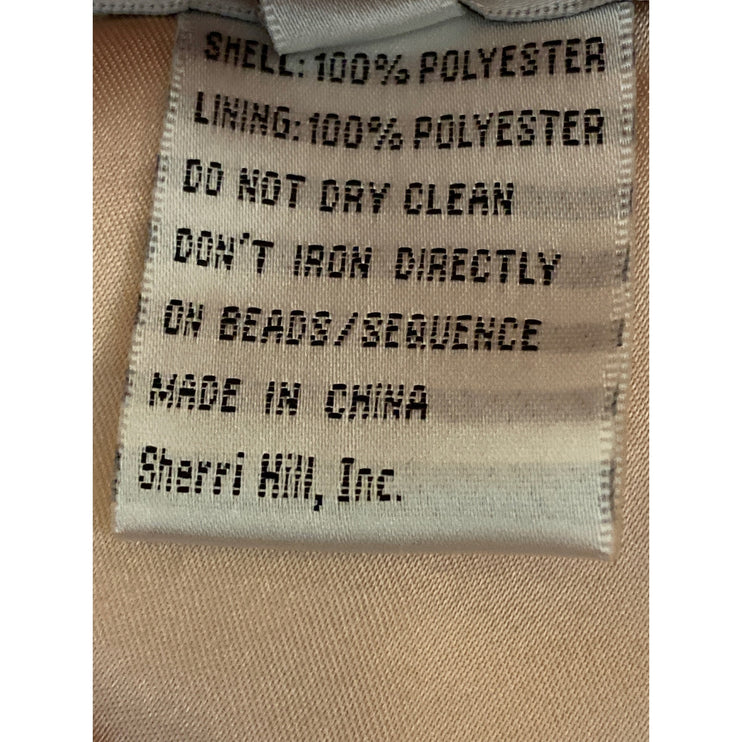 SHELL: 100% POLYESTER
LINING: 100% POLYESTER
DO NOT DRY CLEAN
DON'T IRON DIRECTLY
ON BEADS/SEQUENCE
MADE IN CHINA
Sherri Hill, Inc.